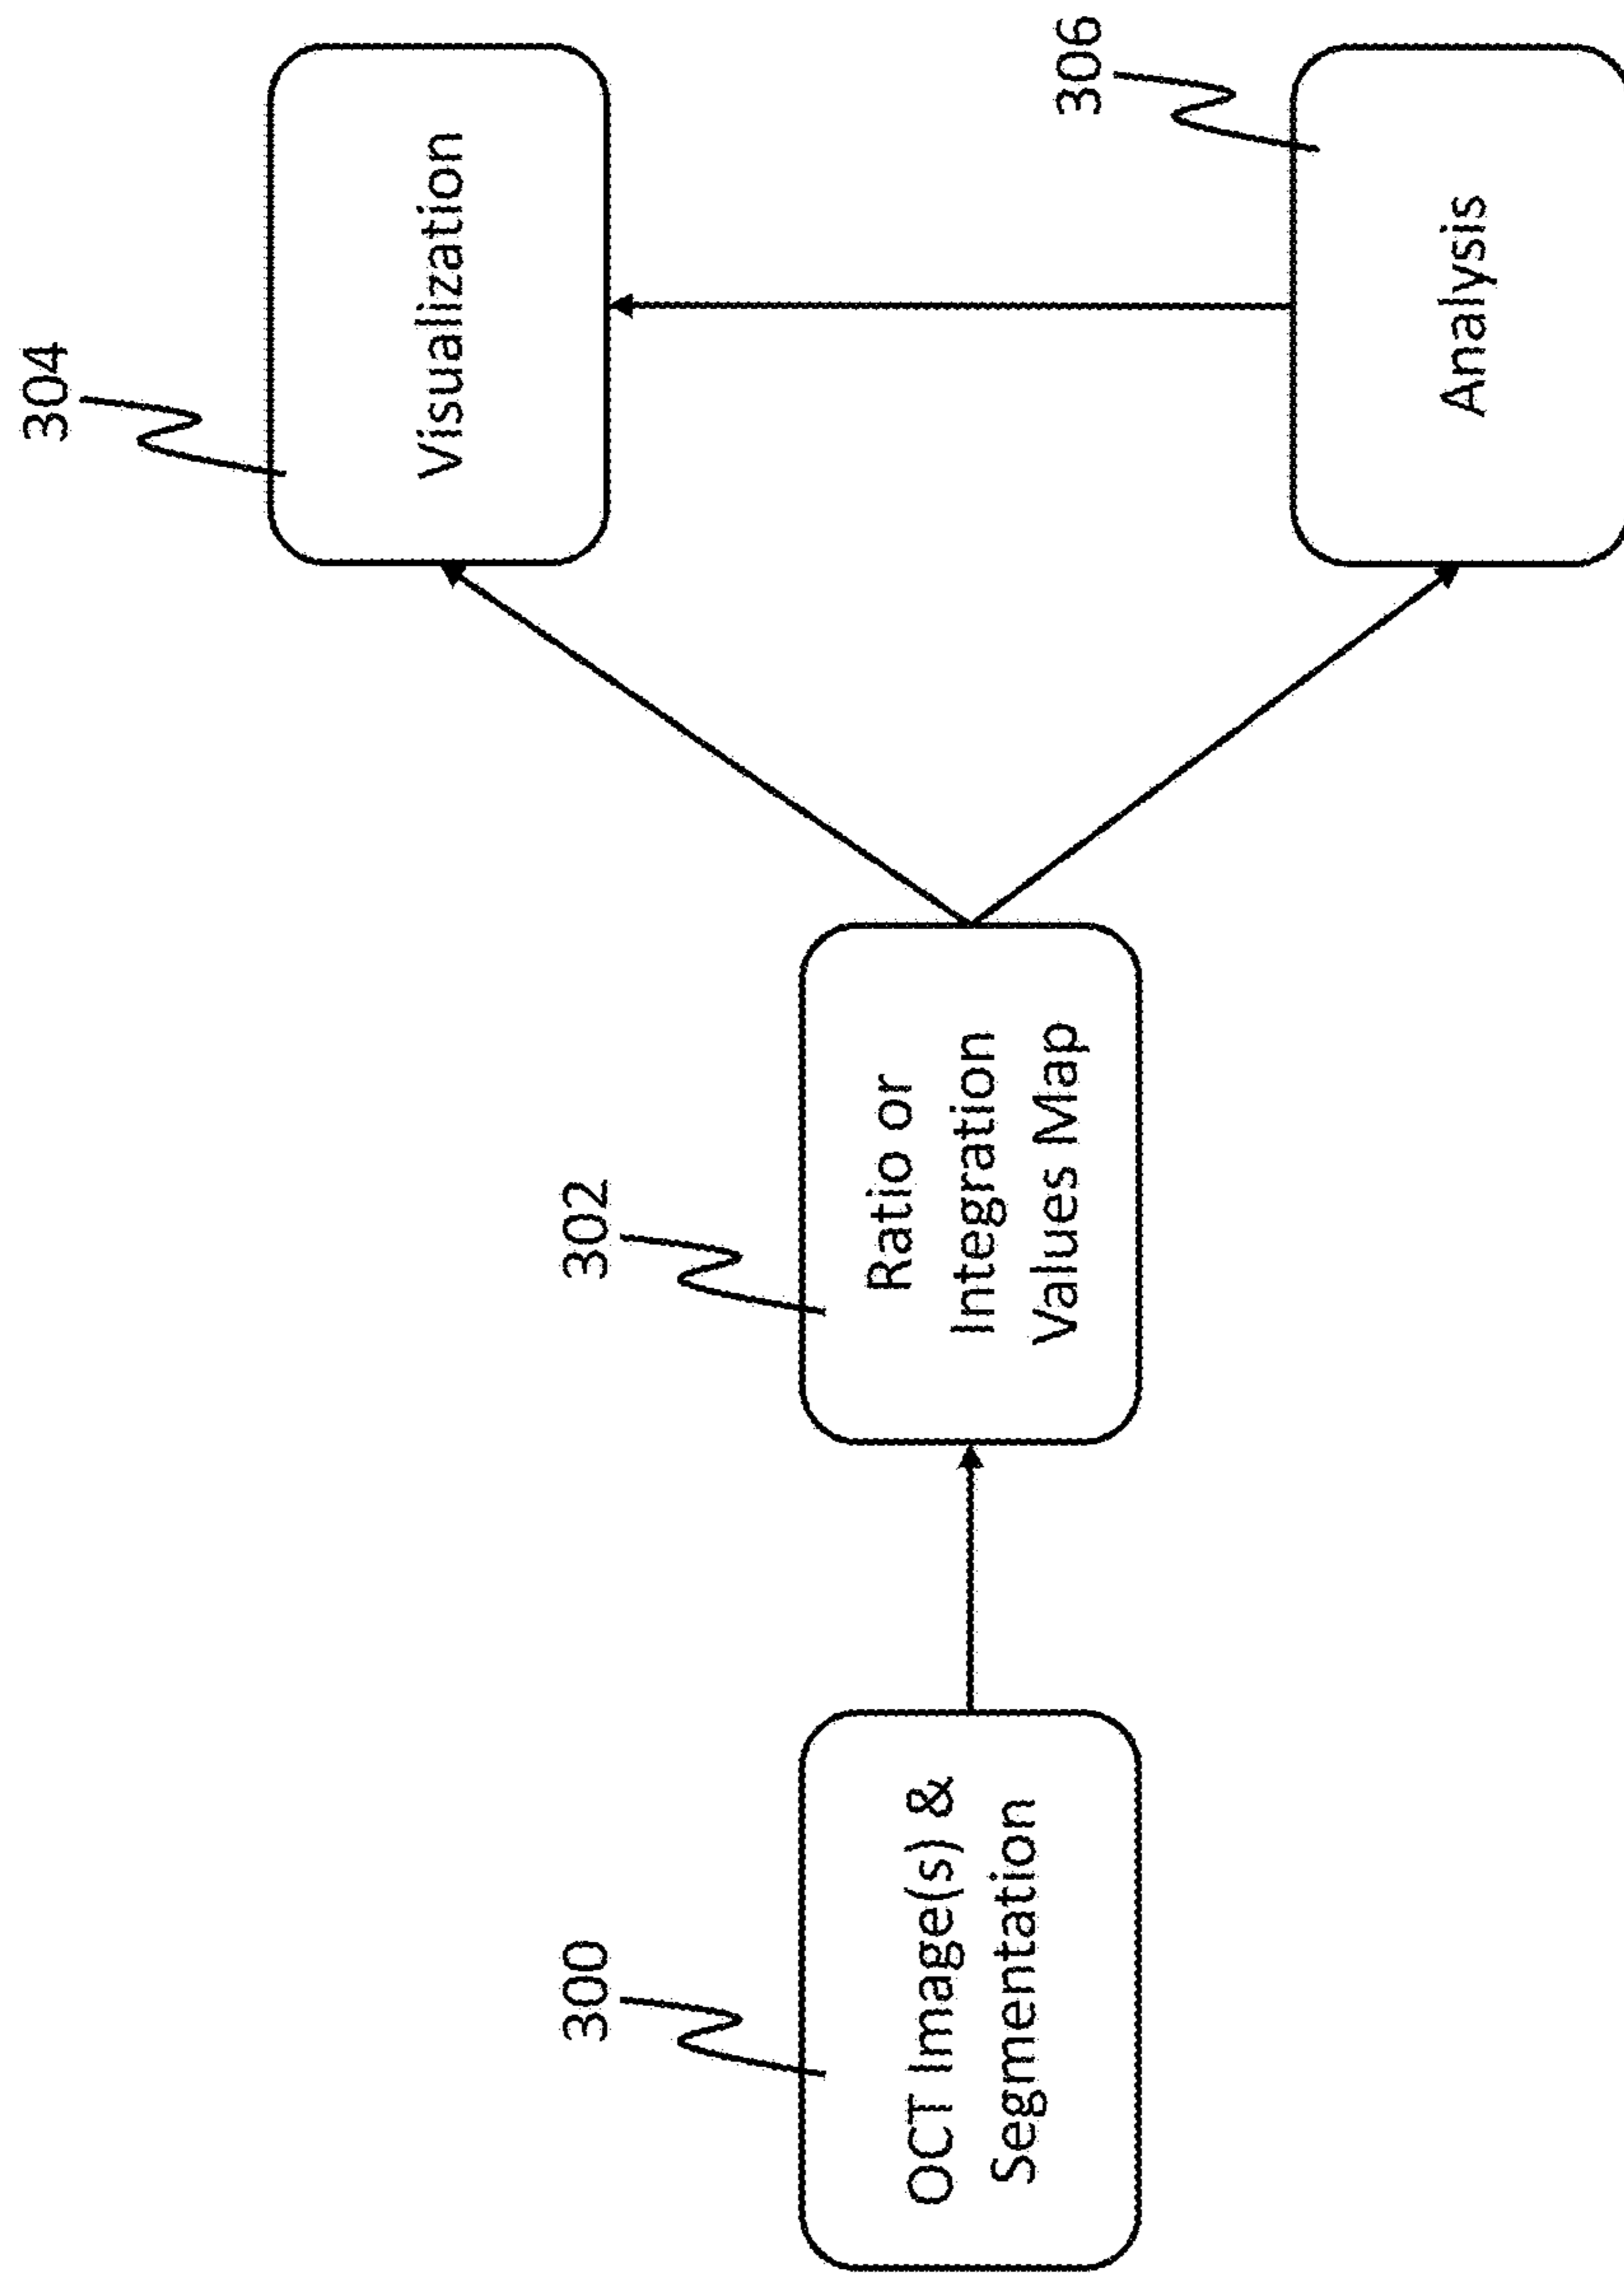 300
OCT Image(s) &
Segmentation
302
Ratio or
Integration
Values Map
304
Visualization
306
Analysis